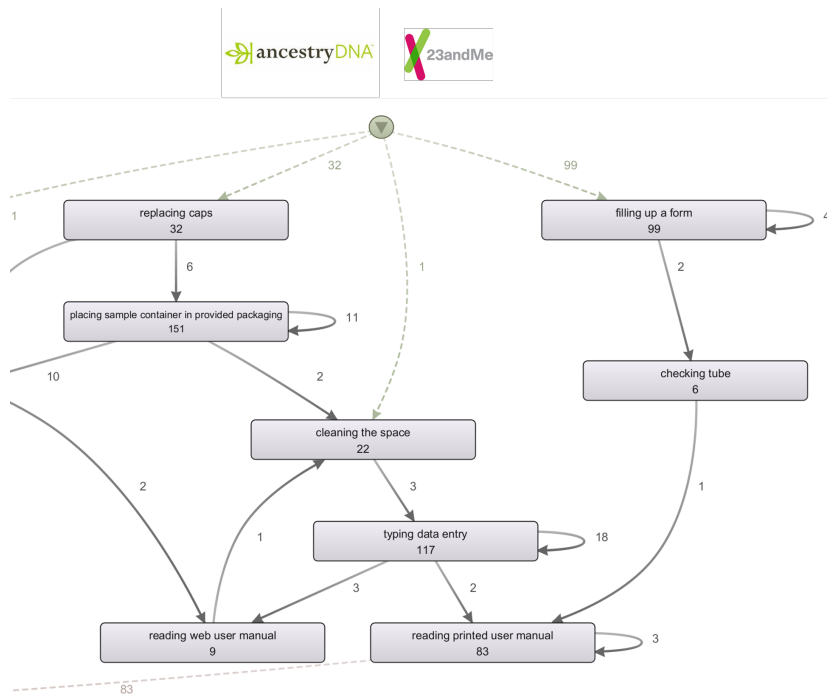 ancestryDNA
23andMe
32
99
1
replacing caps
32
filling up a form
99
4
6
1
2
placing sample container in provided packaging
151
11
10
2
checking tube
6
cleaning the space
22
2
3
1
1
typing data entry
117
18
3
2
reading web user manual
9
reading printed user manual
83
3
83